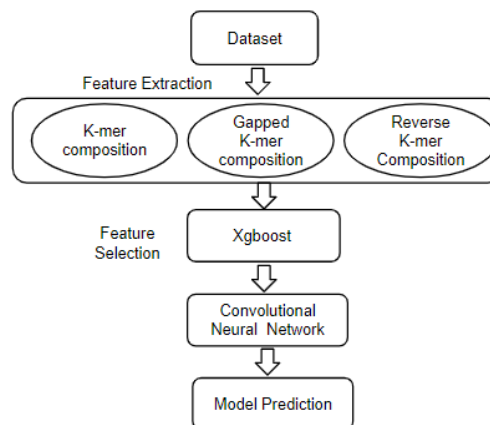 Dataset
Feature Extraction
K-mer
composition
Gapped
K-mer
composition
Reverse
K-mer
Composition
Feature
Selection
Xgboost
Convolutional
Neural Network
Model Prediction